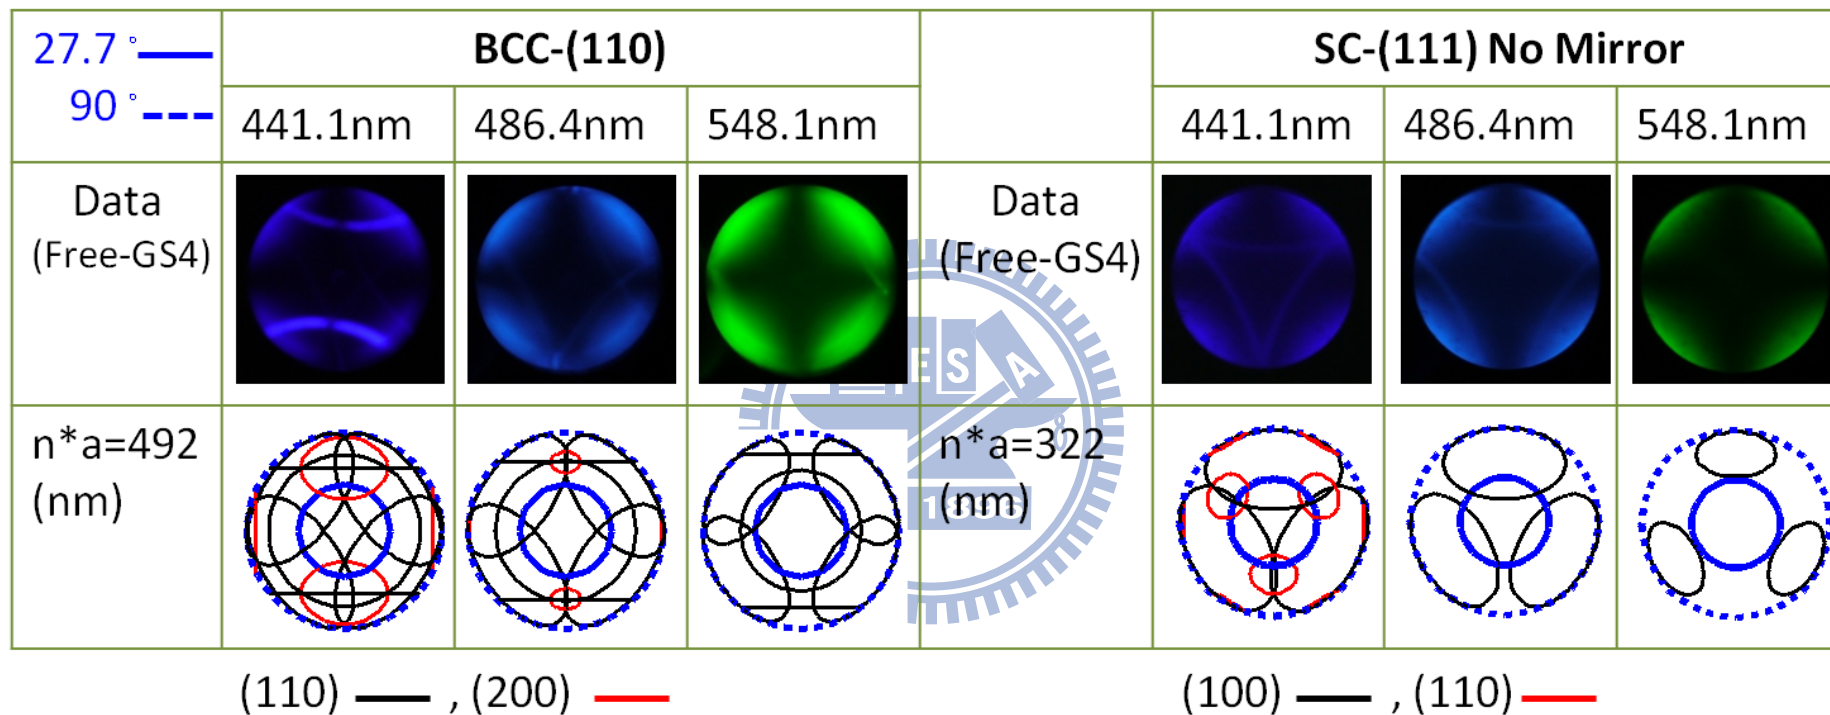 27.7 °
90 °
BCC-(110)
SC-(111) No Mirror
441.1nm
486.4nm
548.1nm
441.1nm
486.4nm
548.1nm
Data
(Free-GS4)
Data
(Free-GS4)
n*a=492
(nm)
n*a=322
(nm)
E S A
1896
(110) , (200)
(100) , (110)